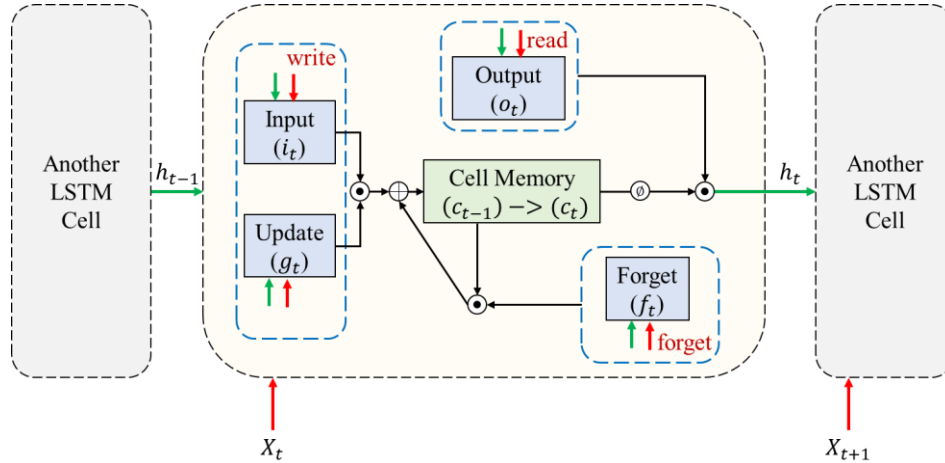 write
read
Input
(i_t)
Output
(o_t)
Another
LSTM
Cell
h_{t-1}
Cell Memory
(c_{t-1}) -> (c_t)
∅
h_t
Another
LSTM
Cell
Update
(g_t)
Forget
(f_t)
forget
X_t
X_{t+1}